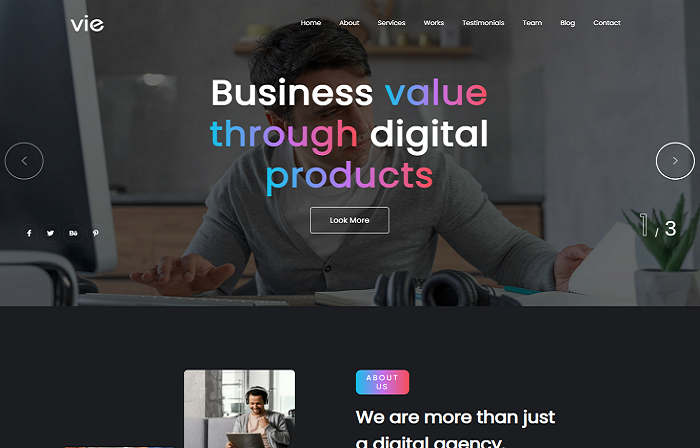 vie
Home About Services Works Testimonials Team Blog Contact
Business value
through digital
products
Look More
1 / 3
ABOUT
US
We are more than just
a digital agency.